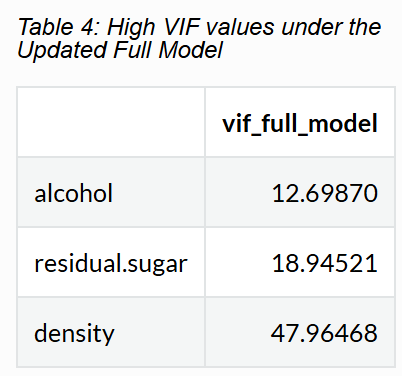 Table 4: High VIF values under the
Updated Full Model
vif_full_model
alcohol 12.69870
residual.sugar 18.94521
density 47.96468